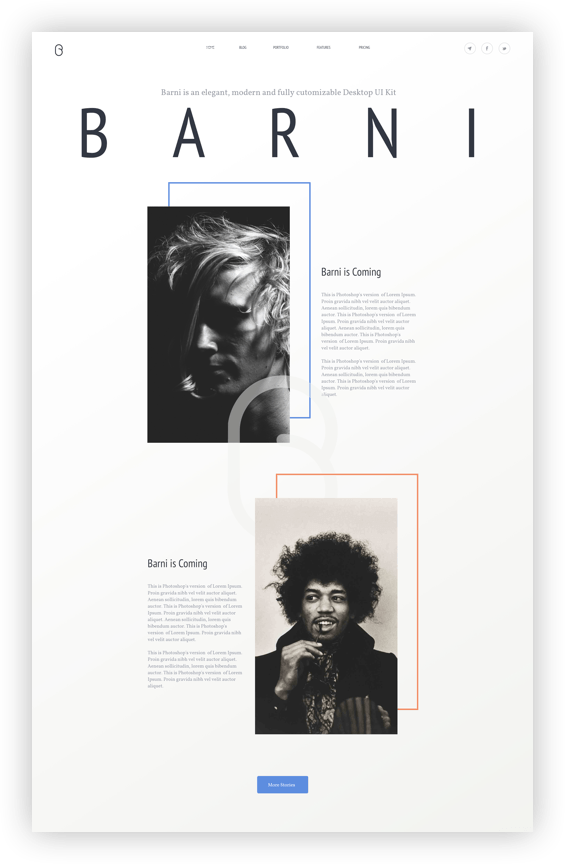 BLOG
PORTFOLIO
FEATURES
PRICING
Barni is an elegant, modern and fully cutomizable Desktop UI Kit
BARNI
Barni is Coming
This is Photoshop's version of Lorem Ipsum.
Proin gravida nibh vel velit auctor aliquet.
Aenean sollicitudin, lorem quis bibendum
auctor. This is Photoshop's version of Lorem
Ipsum. Proin gravida nibh vel velit auctor
aliquet. Aenean sollicitudin, lorem quis
bibendum auctor. This is Photoshop's
version of Lorem Ipsum. Proin gravida nibh
vel velit auctor aliquet.
This is Photoshop's version of Lorem Ipsum.
Proin gravida nibh vel velit auctor aliquet.
Aenean sollicitudin, lorem quis bibendum
auctor. This is Photoshop's version of Lorem
Ipsum. Proin gravida nibh vel velit auctor
aliquet.
Barni is Coming
This is Photoshop's version of Lorem Ipsum.
Proin gravida nibh vel velit auctor aliquet.
Aenean sollicitudin, lorem quis bibendum
auctor. This is Photoshop's version of Lorem
Ipsum. Proin gravida nibh vel velit auctor
aliquet. Aenean sollicitudin, lorem quis
bibendum auctor. This is Photoshop's
version of Lorem Ipsum. Proin gravida nibh
vel velit auctor aliquet.
This is Photoshop's version of Lorem Ipsum.
Proin gravida nibh vel velit auctor aliquet.
Aenean sollicitudin, lorem quis bibendum
auctor. This is Photoshop's version of Lorem
Ipsum. Proin gravida nibh vel velit auctor
aliquet.
More Stories